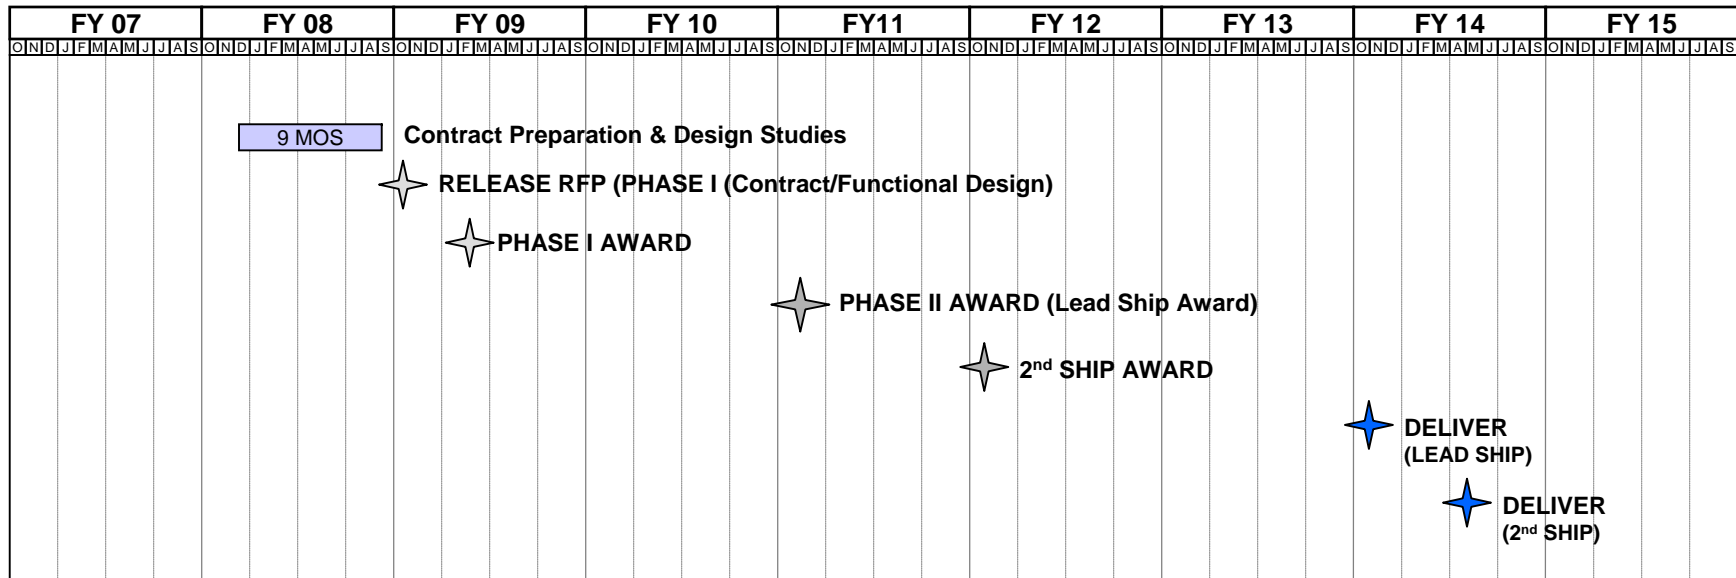 FY 07 FY 08 FY 09 FY 10 FY11 FY 12 FY 13 FY 14 FY 15
O N D J F M A M J J A S O N D J F M A M J J A S O N D J F M A M J J A S O N D J F M A M J J A S O N D J F M A M J J A S O N D J F M A M J J A S O N D J F M A M J J A S O N D J F M A M J J A S O N D J F M A M J J A S
9 MOS Contract Preparation & Design Studies
RELEASE RFP (PHASE I (Contract/Functional Design)
PHASE I AWARD
PHASE II AWARD (Lead Ship Award)
2nd SHIP AWARD
DELIVER
(LEAD SHIP)
DELIVER
(2nd SHIP)